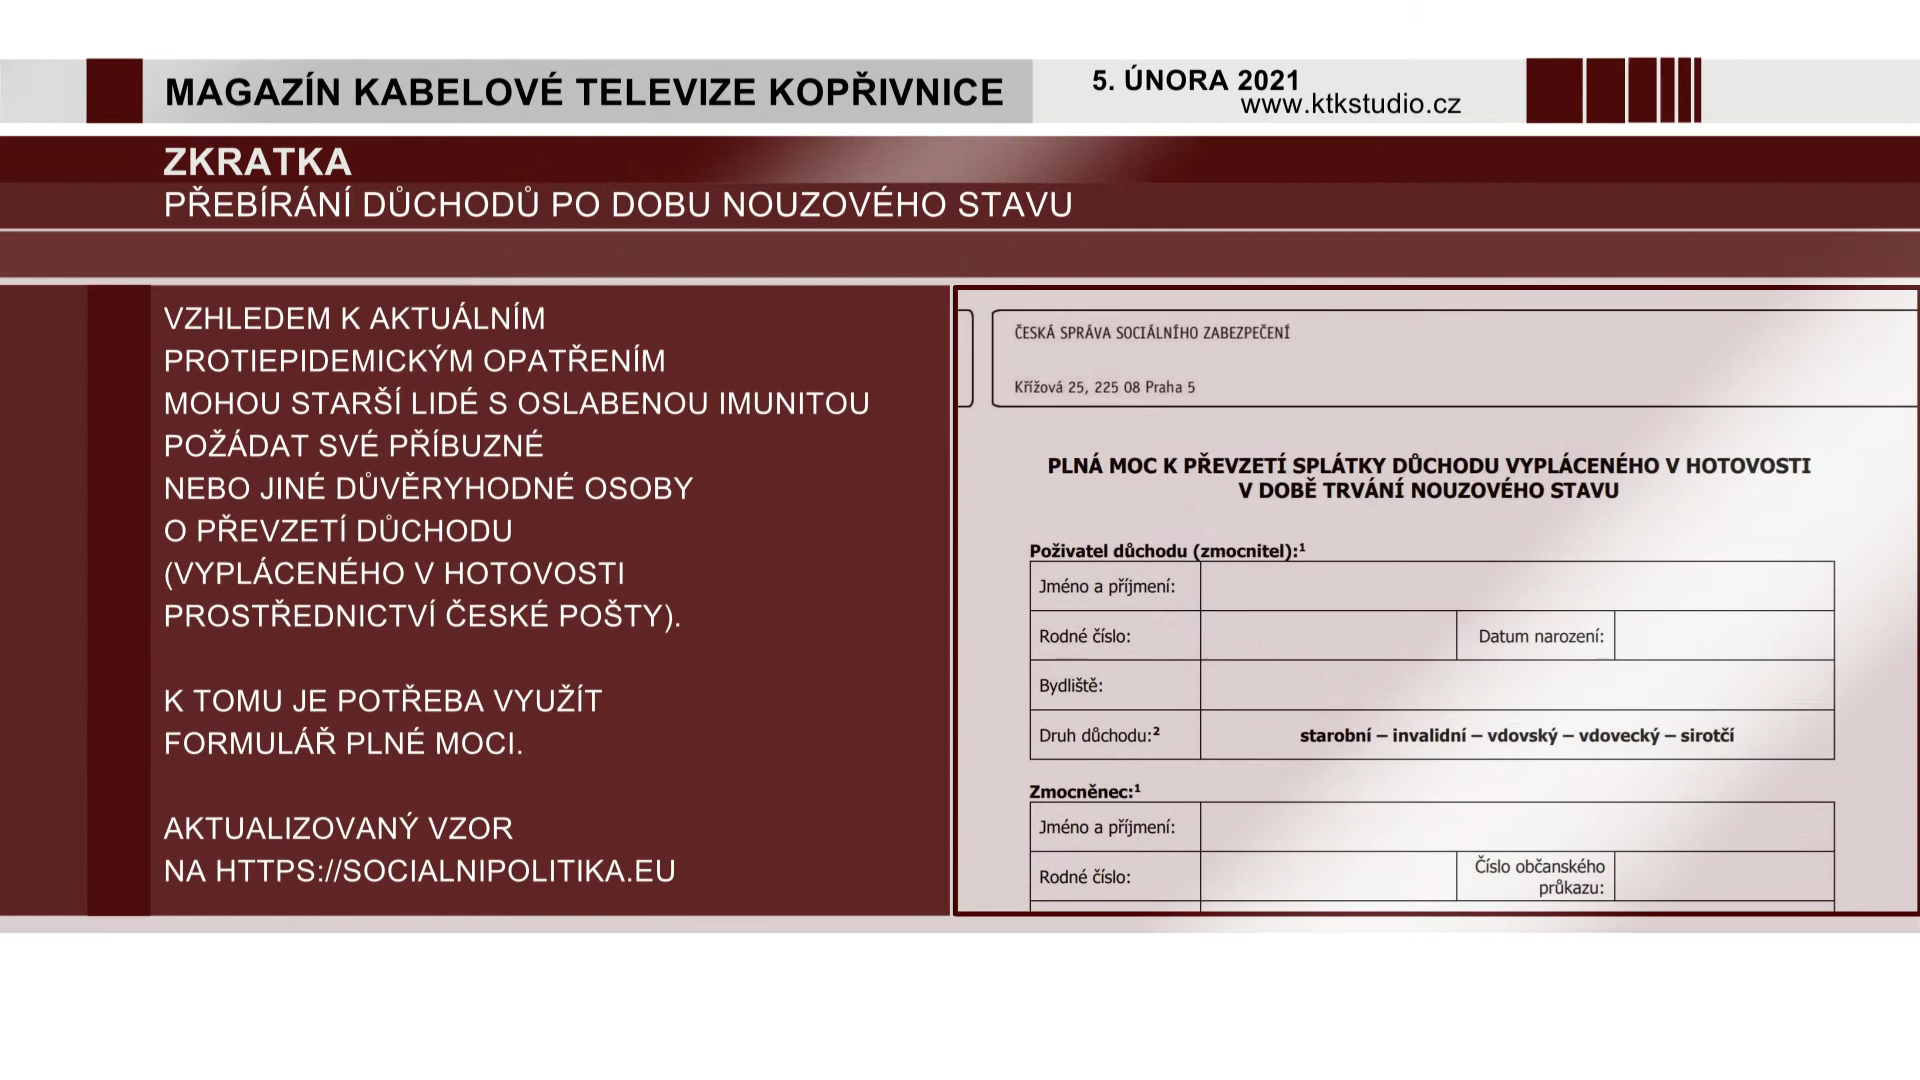 MAGAZÍN KABELOVÉ TELEVIZE KOPŘIVNICE
5. ÚNORA 2021
www.ktkstudio.cz
ZKRATKA
PŘEBÍRÁNÍ DŮCHODŮ PO DOBU NOUZOVÉHO STAVU
VZHLEDEM K AKTUÁLNÍM
PROTIEPIDEMICKÝM OPATŘENÍM
MOHOU STARŠÍ LIDÉ S OSLABENOU IMUNITOU
POŽÁDAT SVÉ PŘÍBUZNÉ
NEBO JINÉ DŮVĚRYHODNÉ OSOBY
O PŘEVZETÍ DŮCHODU
(VYPLÁCENÉHO V HOTOVOSTI
PROSTŘEDNICTVÍ ČESKÉ POŠTY).
K TOMU JE POTŘEBA VYUŽÍT
FORMULÁŘ PLNÉ MOCI.
AKTUALIZOVANÝ VZOR
NA HTTPS://SOCIALNIPOLITIKA.EU
ČESKÁ SPRÁVA SOCIÁLNÍHO ZABEZPEČENÍ
Křížová 25, 225 08 Praha 5
PLNÁ MOC K PŘEVZETÍ SPLÁTKY DŮCHODU VYPLÁCENÉHO V HOTOVOSTI
V DOBĚ TRVÁNÍ NOUZOVÉHO STAVU
Poživatel důchodu (zmocnitel):¹
Jméno a příjmení:
Rodné číslo: Datum narození:
Bydliště:
Druh důchodu:² starobní – invalidní – vdovský – vdovecký – sirotčí
Zmocněnec:¹
Jméno a příjmení:
Rodné číslo: Číslo občanského
průkazu: